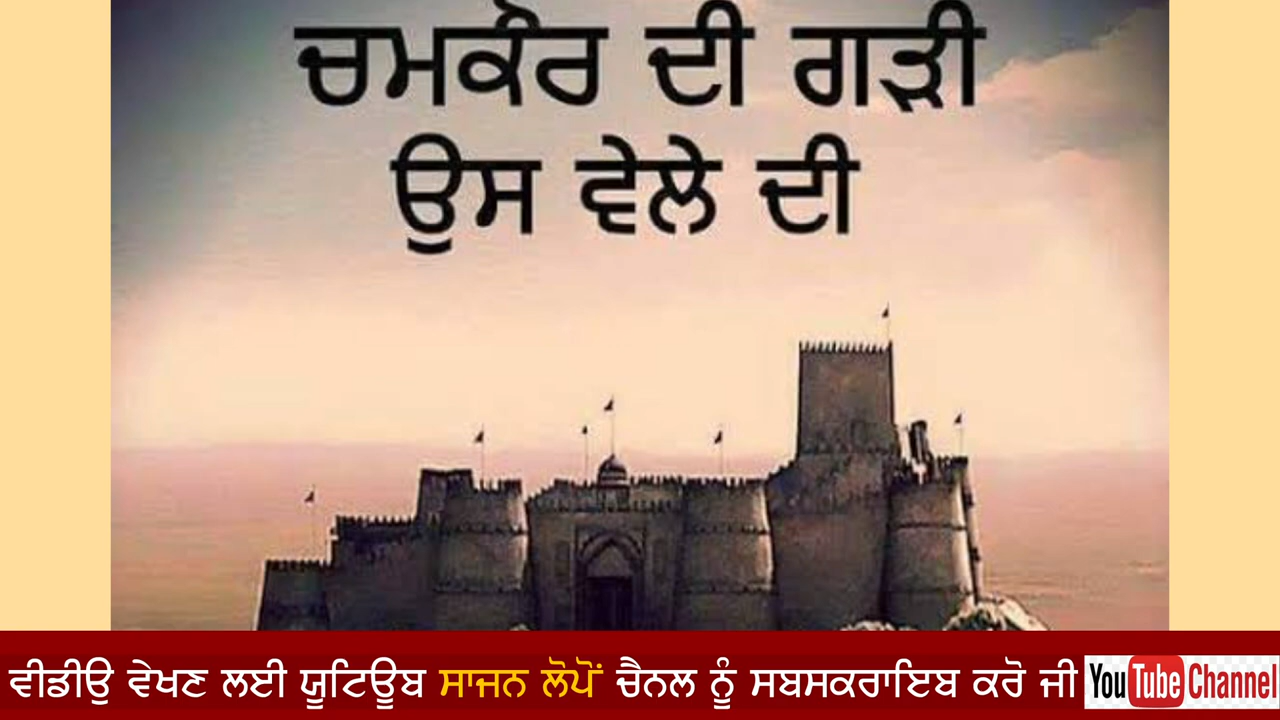 ਚਮਕੌਰ ਦੀ ਗੜੀ
ਉਸ ਵੇਲੇ ਦੀ
ਵੀਡੀਉ ਵੇਖਣ ਲਈ ਯੂਟਿਊਬ ਸਾਜਨ ਲੋਪੋਂ ਚੈਨਲ ਨੂੰ ਸਬਸਕਰਾਇਬ ਕਰੋ ਜੀ YouTube Channel